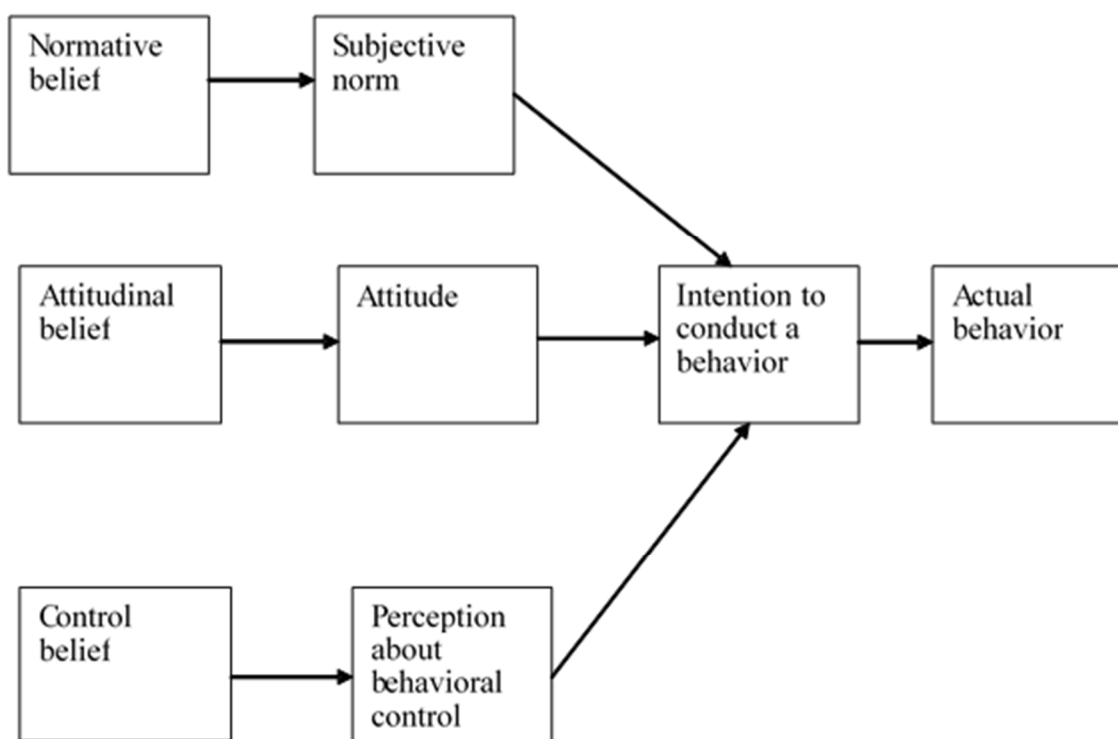 Normative
belief
Subjective
norm
Attitudinal
belief
Attitude
Intention to
conduct a
behavior
Actual
behavior
Control
belief
Perception
about
behavioral
control